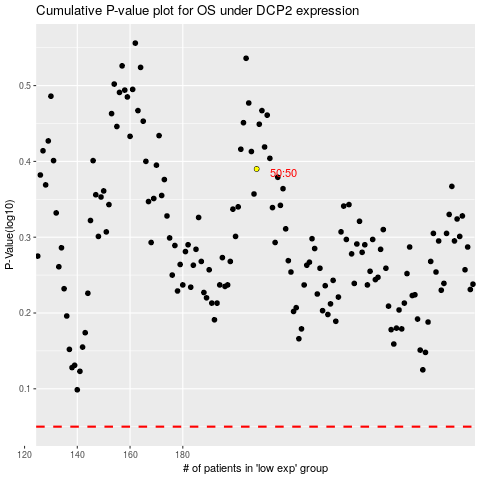 Cumulative P-value plot for OS under DCP2 expression
P-Value(log10)
0.5
0.4
0.3
0.2
0.1
50:50
120 140 160 180
# of patients in 'low exp' group